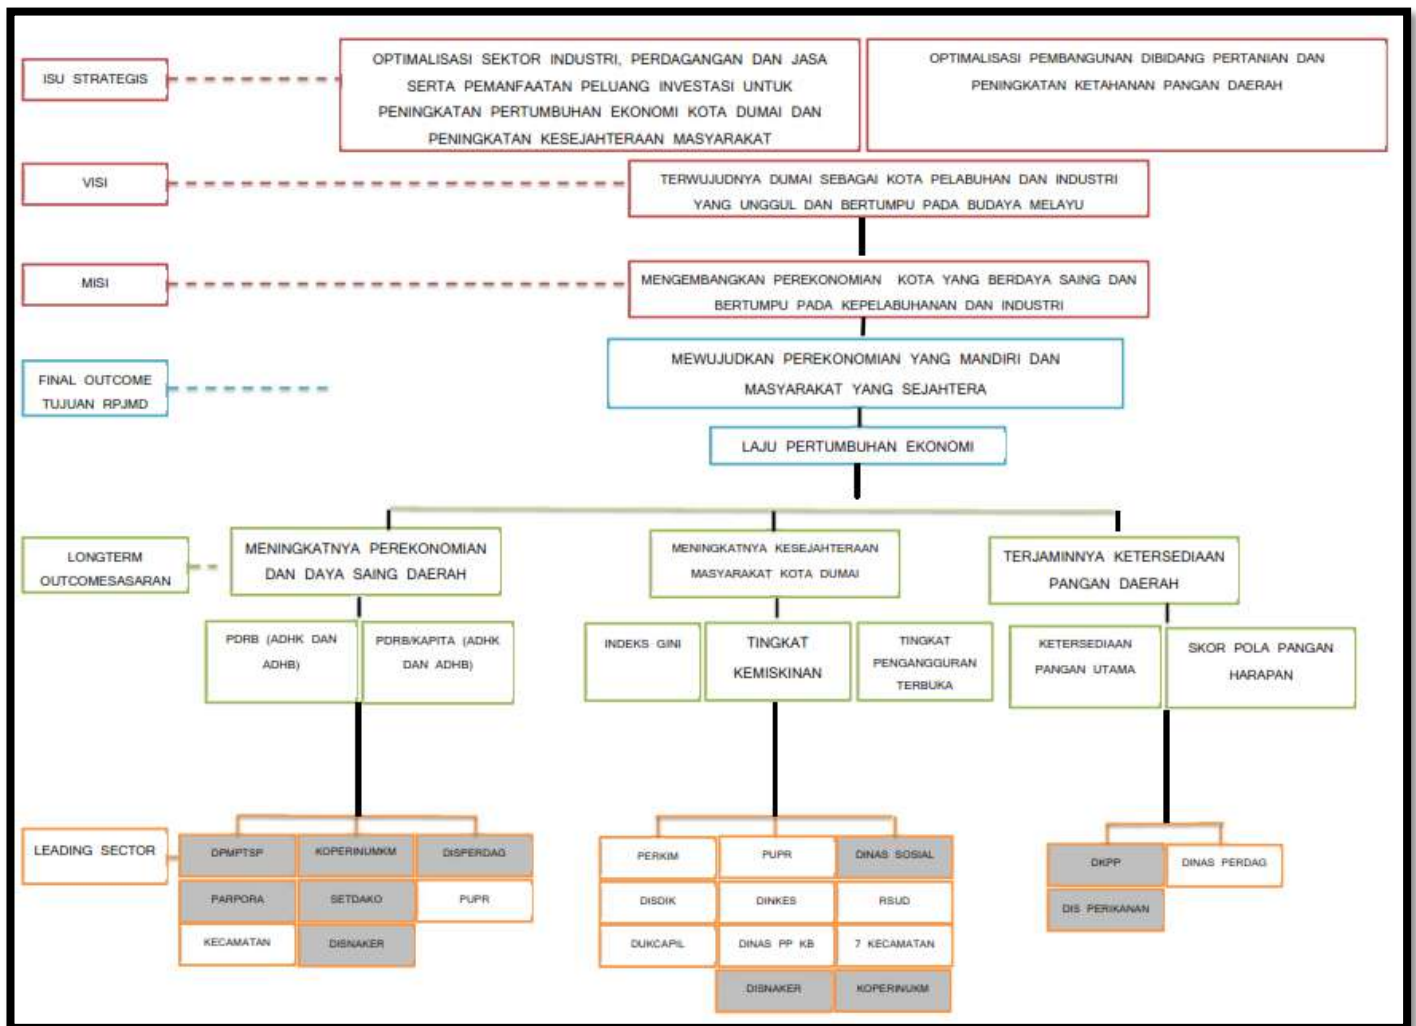 ISU STRATEGIS
OPTIMALISASI SEKTOR INDUSTRI, PERDAGANGAN DAN JASA
SERTA PEMANFAATAN PELUANG INVESTASI UNTUK
PENINGKATAN PERTUMBUHAN EKONOMI KOTA DUMAI DAN
PENINGKATAN KESEJAHTERAAN MASYARAKAT
OPTIMALISASI PEMBANGUNAN DIBIDANG PERTANIAN DAN
PENINGKATAN KETAHANAN PANGAN DAERAH
VISI
TERWUJUDNYA DUMAI SEBAGAI KOTA PELABUHAN DAN INDUSTRI
YANG UNGGUL DAN BERTUMPU PADA BUDAYA MELAYU
MISI
MENGEMBANGKAN PEREKONOMIAN KOTA YANG BERDAYA SAING DAN
BERTUMPU PADA KEPELABUHANAN DAN INDUSTRI
FINAL OUTCOME
TUJUAN RPJMD
MEWUJUDKAN PEREKONOMIAN YANG MANDIRI DAN
MASYARAKAT YANG SEJAHTERA
LAJU PERTUMBUHAN EKONOMI
LONGTERM
OUTCOMESASARAN
MENINGKATNYA PEREKONOMIAN
DAN DAYA SAING DAERAH
MENINGKATNYA KESEJAHTERAAN
MASYARAKAT KOTA DUMAI
TERJAMINNYA KETERSEDIAAN
PANGAN DAERAH
PDRB (ADHK DAN
ADHB)
PDRB/KAPITA (ADHK
DAN ADHB)
INDEKS GINI
TINGKAT
KEMISKINAN
TINGKAT
PENGANGGURAN
TERBUKA
KETERSEDIAAN
PANGAN UTAMA
SKOR POLA PANGAN
HARAPAN
LEADING SECTOR
DPMPTSP
KOPERINUMKM
DISPERDAG
PARPORA
SETDAKO
PUPR
KECAMATAN
DISNAKER
PERKIM
PUPR
DINAS SOSIAL
DISDIK
DINKES
RSUD
DUKCAPIL
DINAS PP KB
7 KECAMATAN
DISNAKER
KOPERINUKM
DKPP
DINAS PERDAG
DIS PERIKANAN